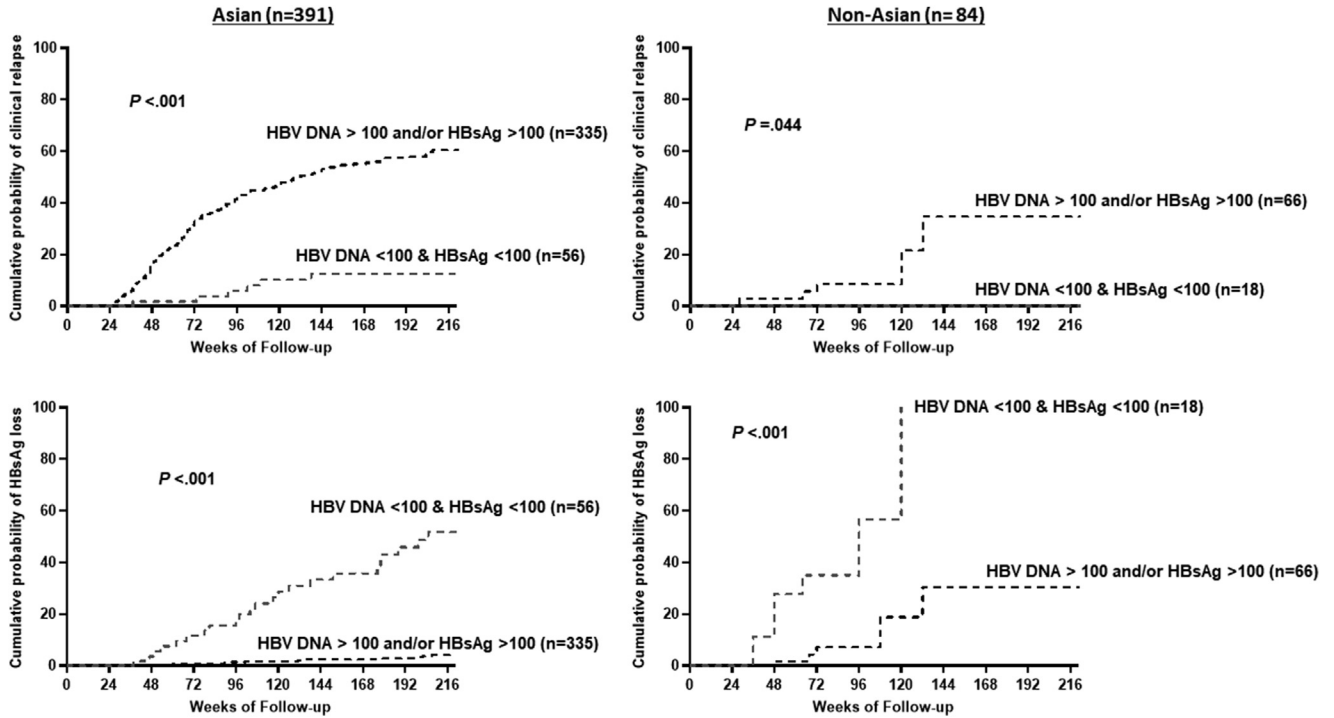 Asian (n=391)
Non-Asian (n= 84)
Cumulative probability of clinical relapse
100
80
60
40
20
0
P <.001
HBV DNA > 100 and/or HBsAg >100 (n=335)
HBV DNA <100 & HBsAg <100 (n=56)
0 24 48 72 96 120 144 168 192 216
Weeks of Follow-up
Cumulative probability of clinical relapse
100
80
60
40
20
0
P =.044
HBV DNA > 100 and/or HBsAg >100 (n=66)
HBV DNA <100 & HBsAg <100 (n=18)
0 24 48 72 96 120 144 168 192 216
Weeks of Follow-up
Cumulative probability of HBsAg loss
100
80
60
40
20
0
P <.001
HBV DNA <100 & HBsAg <100 (n=56)
HBV DNA > 100 and/or HBsAg >100 (n=335)
0 24 48 72 96 120 144 168 192 216
Weeks of Follow-up
Cumulative probability of HBsAg loss
100
80
60
40
20
0
HBV DNA <100 & HBsAg <100 (n=18)
P <.001
HBV DNA > 100 and/or HBsAg >100 (n=66)
0 24 48 72 96 120 144 168 192 216
Weeks of Follow-up